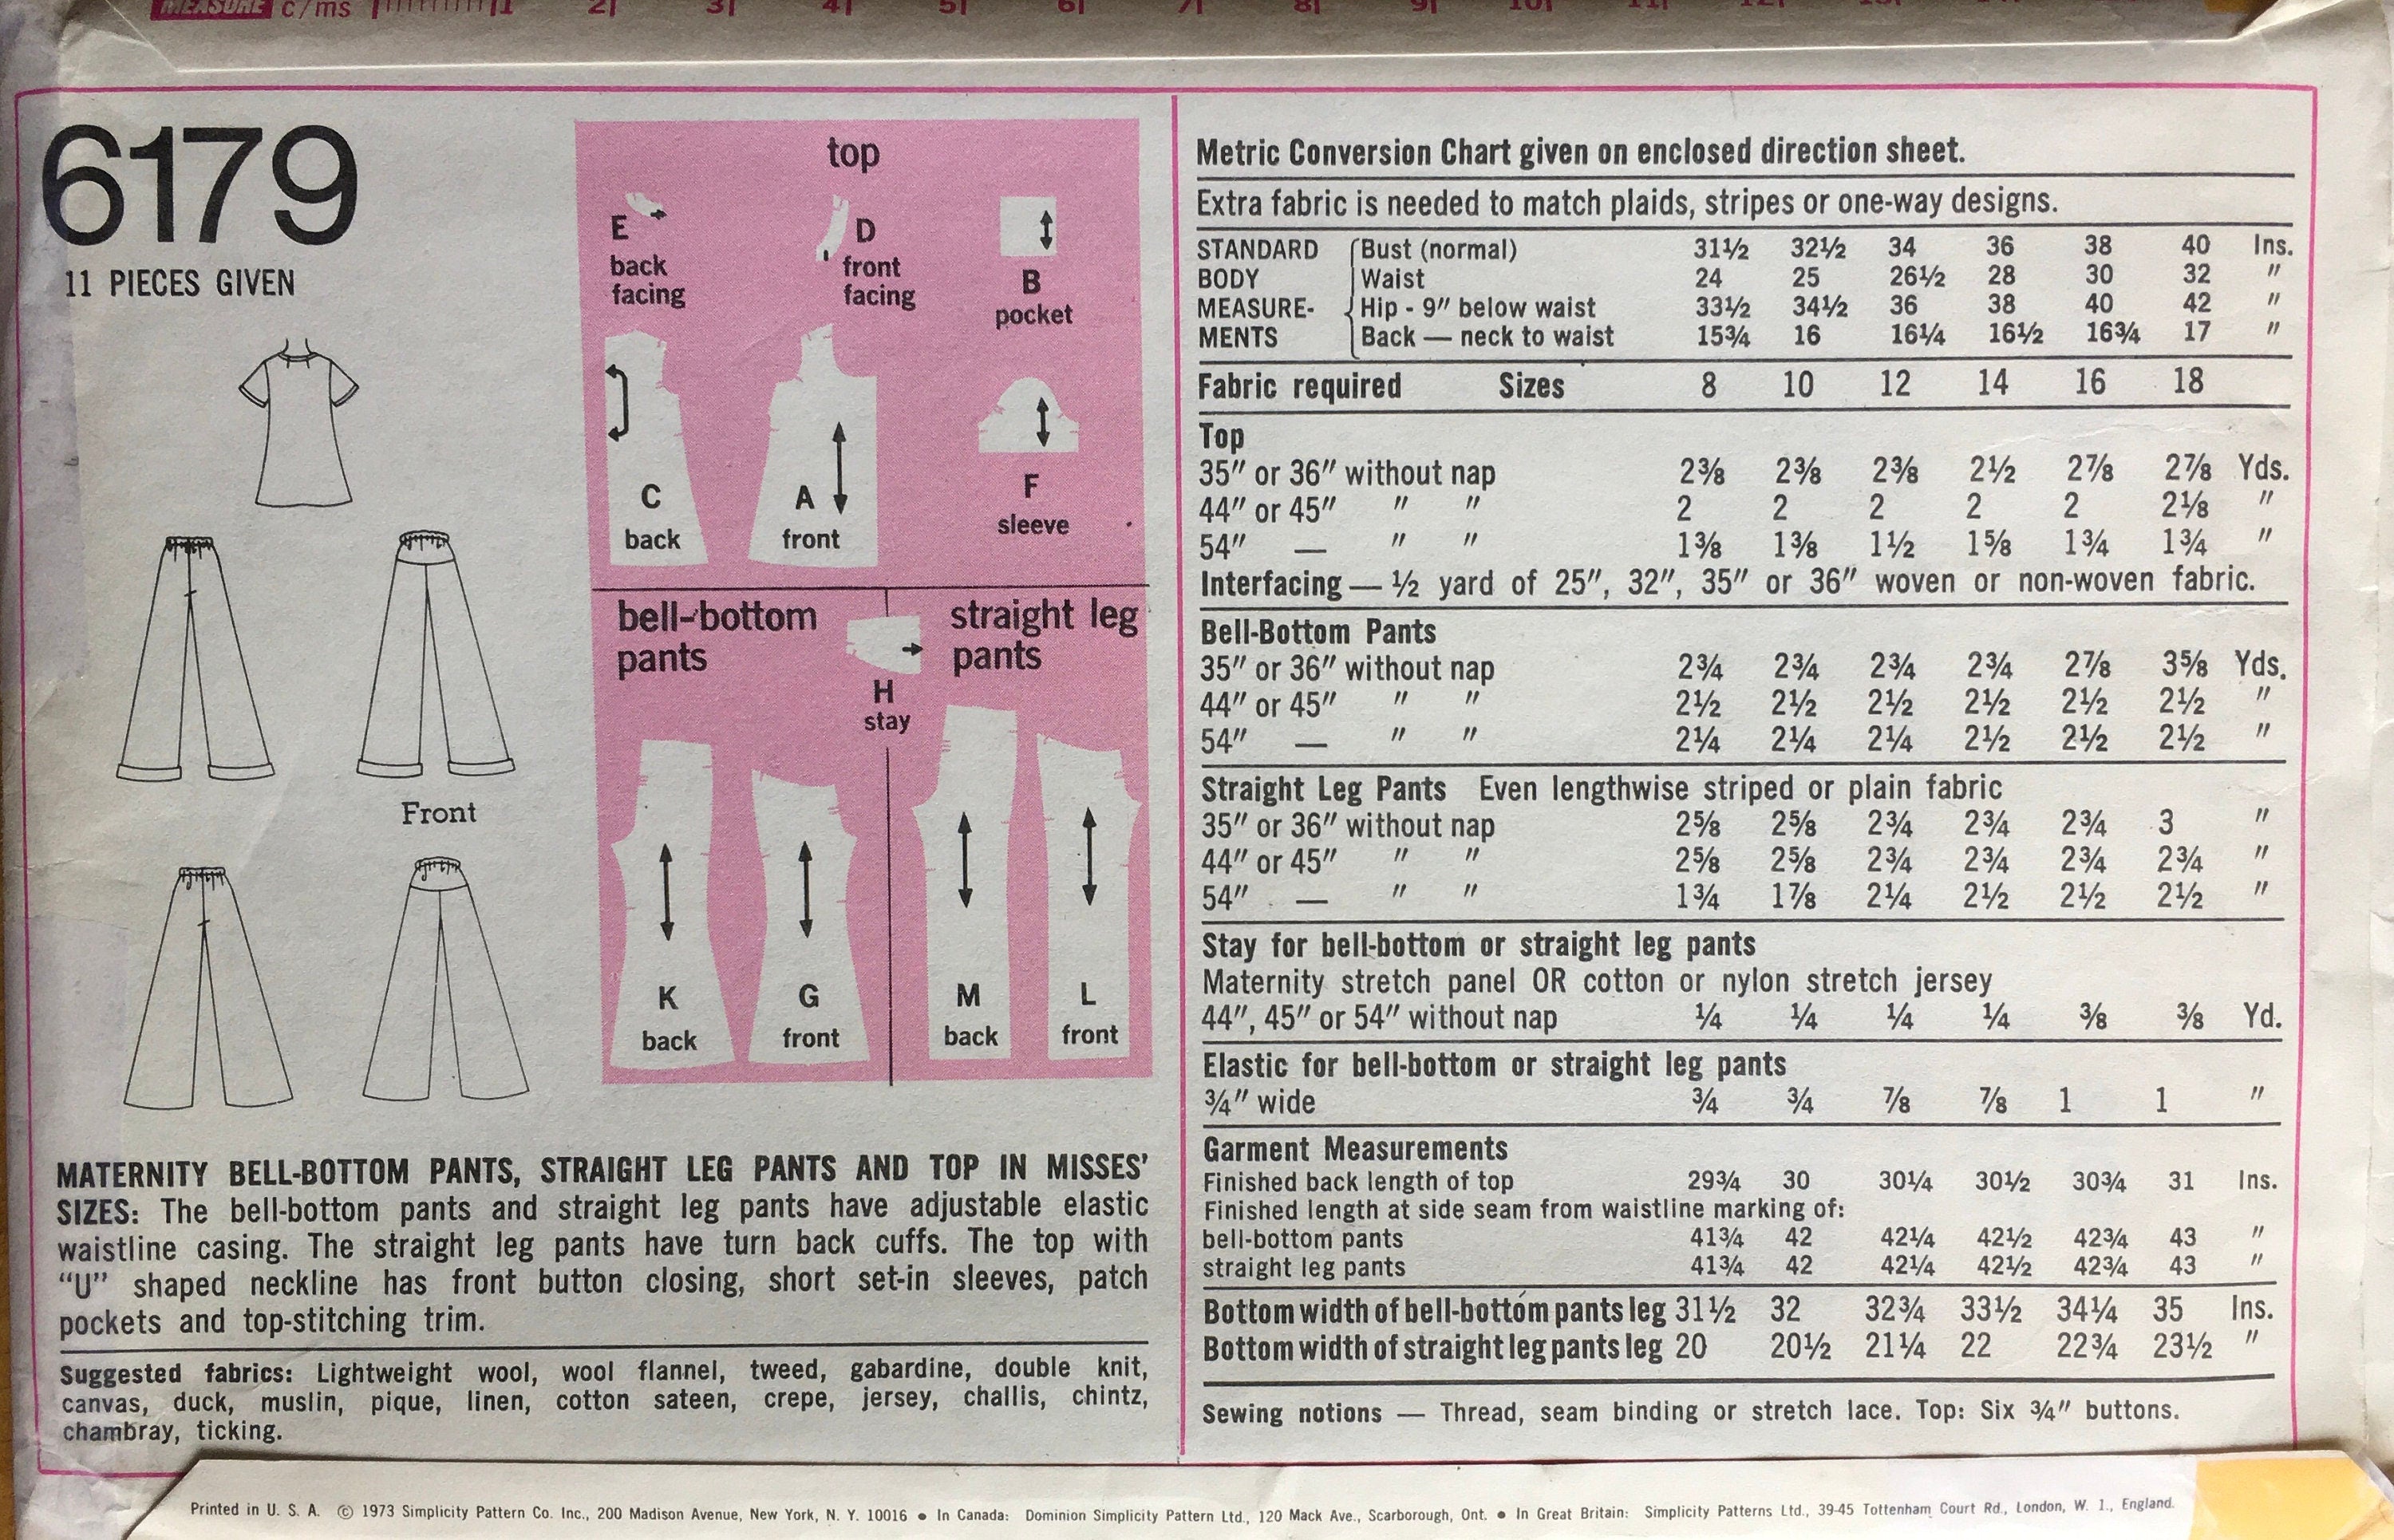 MEASURE c/ms 1 2 3 4 5 6 7 8 9 10 11 12 13
6179
11 PIECES GIVEN
top
E
back
facing
D
front
facing
B
pocket
C
back
A
front
F
sleeve
bell-bottom
pants
straight leg
pants
H
stay
K
back
G
front
M
back
L
front
Front
MATERNITY BELL-BOTTOM PANTS, STRAIGHT LEG PANTS AND TOP IN MISSES’
SIZES: The bell-bottom pants and straight leg pants have adjustable elastic
waistline casing. The straight leg pants have turn back cuffs. The top with
“U” shaped neckline has front button closing, short set-in sleeves, patch
pockets and top-stitching trim.
Suggested fabrics: Lightweight wool, wool flannel, tweed, gabardine, double knit,
canvas, duck, muslin, pique, linen, cotton sateen, crepe, jersey, challis, chintz,
chambray, ticking.
Metric Conversion Chart given on enclosed direction sheet.
Extra fabric is needed to match plaids, stripes or one-way designs.
STANDARD Bust (normal) 31½ 32½ 34 36 38 40 Ins.
BODY Waist 24 25 26½ 28 30 32 ″
MEASURE- Hip - 9″ below waist 33½ 34½ 36 38 40 42 ″
MENTS Back — neck to waist 15¾ 16 16¼ 16½ 16¾ 17 ″
Fabric required Sizes 8 10 12 14 16 18
Top
35″ or 36″ without nap 2⅜ 2⅜ 2⅜ 2½ 2⅞ 2⅞ Yds.
44″ or 45″ ″ ″ 2 2 2 2 2 2⅛ ″
54″ — ″ ″ 1⅜ 1⅜ 1½ 1⅝ 1¾ 1¾ ″
Interfacing — ½ yard of 25″, 32″, 35″ or 36″ woven or non-woven fabric.
Bell-Bottom Pants
35″ or 36″ without nap 2¾ 2¾ 2¾ 2¾ 2⅞ 3⅝ Yds.
44″ or 45″ ″ ″ 2½ 2½ 2½ 2½ 2½ 2½ ″
54″ — ″ ″ 2¼ 2¼ 2¼ 2½ 2½ 2½ ″
Straight Leg Pants Even lengthwise striped or plain fabric
35″ or 36″ without nap 2⅝ 2⅝ 2¾ 2¾ 2¾ 3 ″
44″ or 45″ ″ ″ 2⅝ 2⅝ 2¾ 2¾ 2¾ 2¾ ″
54″ — ″ ″ 1¾ 1⅞ 2¼ 2½ 2½ 2½ ″
Stay for bell-bottom or straight leg pants
Maternity stretch panel OR cotton or nylon stretch jersey
44″, 45″ or 54″ without nap ¼ ¼ ¼ ¼ ⅜ ⅜ Yd.
Elastic for bell-bottom or straight leg pants
¾″ wide ¾ ¾ ⅞ ⅞ 1 1 ″
Garment Measurements
Finished back length of top 29¾ 30 30¼ 30½ 30¾ 31 Ins.
Finished length at side seam from waistline marking of:
bell-bottom pants 41¾ 42 42¼ 42½ 42¾ 43 ″
straight leg pants 41¾ 42 42¼ 42½ 42¾ 43 ″
Bottom width of bell-bottom pants leg 31½ 32 32¾ 33½ 34¼ 35 Ins.
Bottom width of straight leg pants leg 20 20½ 21¼ 22 22¾ 23½ ″
Sewing notions — Thread, seam binding or stretch lace. Top: Six ¾″ buttons.
Printed in U. S. A. © 1973 Simplicity Pattern Co. Inc., 200 Madison Avenue, New York, N. Y. 10016 • In Canada: Dominion Simplicity Pattern Ltd., 120 Mack Ave., Scarborough, Ont. • In Great Britain: Simplicity Patterns Ltd., 39-45 Tottenham Court Rd., London, W. 1., England.